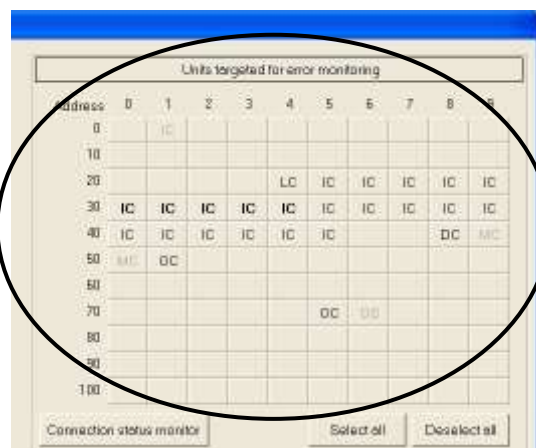 Units targeted for error monitoring
Address 0 1 2 3 4 5 6 7 8 9
0 IC
10
20 LC IC IC IC IC IC
30 IC IC IC IC IC IC IC IC IC IC
40 IC IC IC IC IC IC DC MC
50 MC OC
60
70 OC
80
90
100
Connection status monitor Select all Deselect all